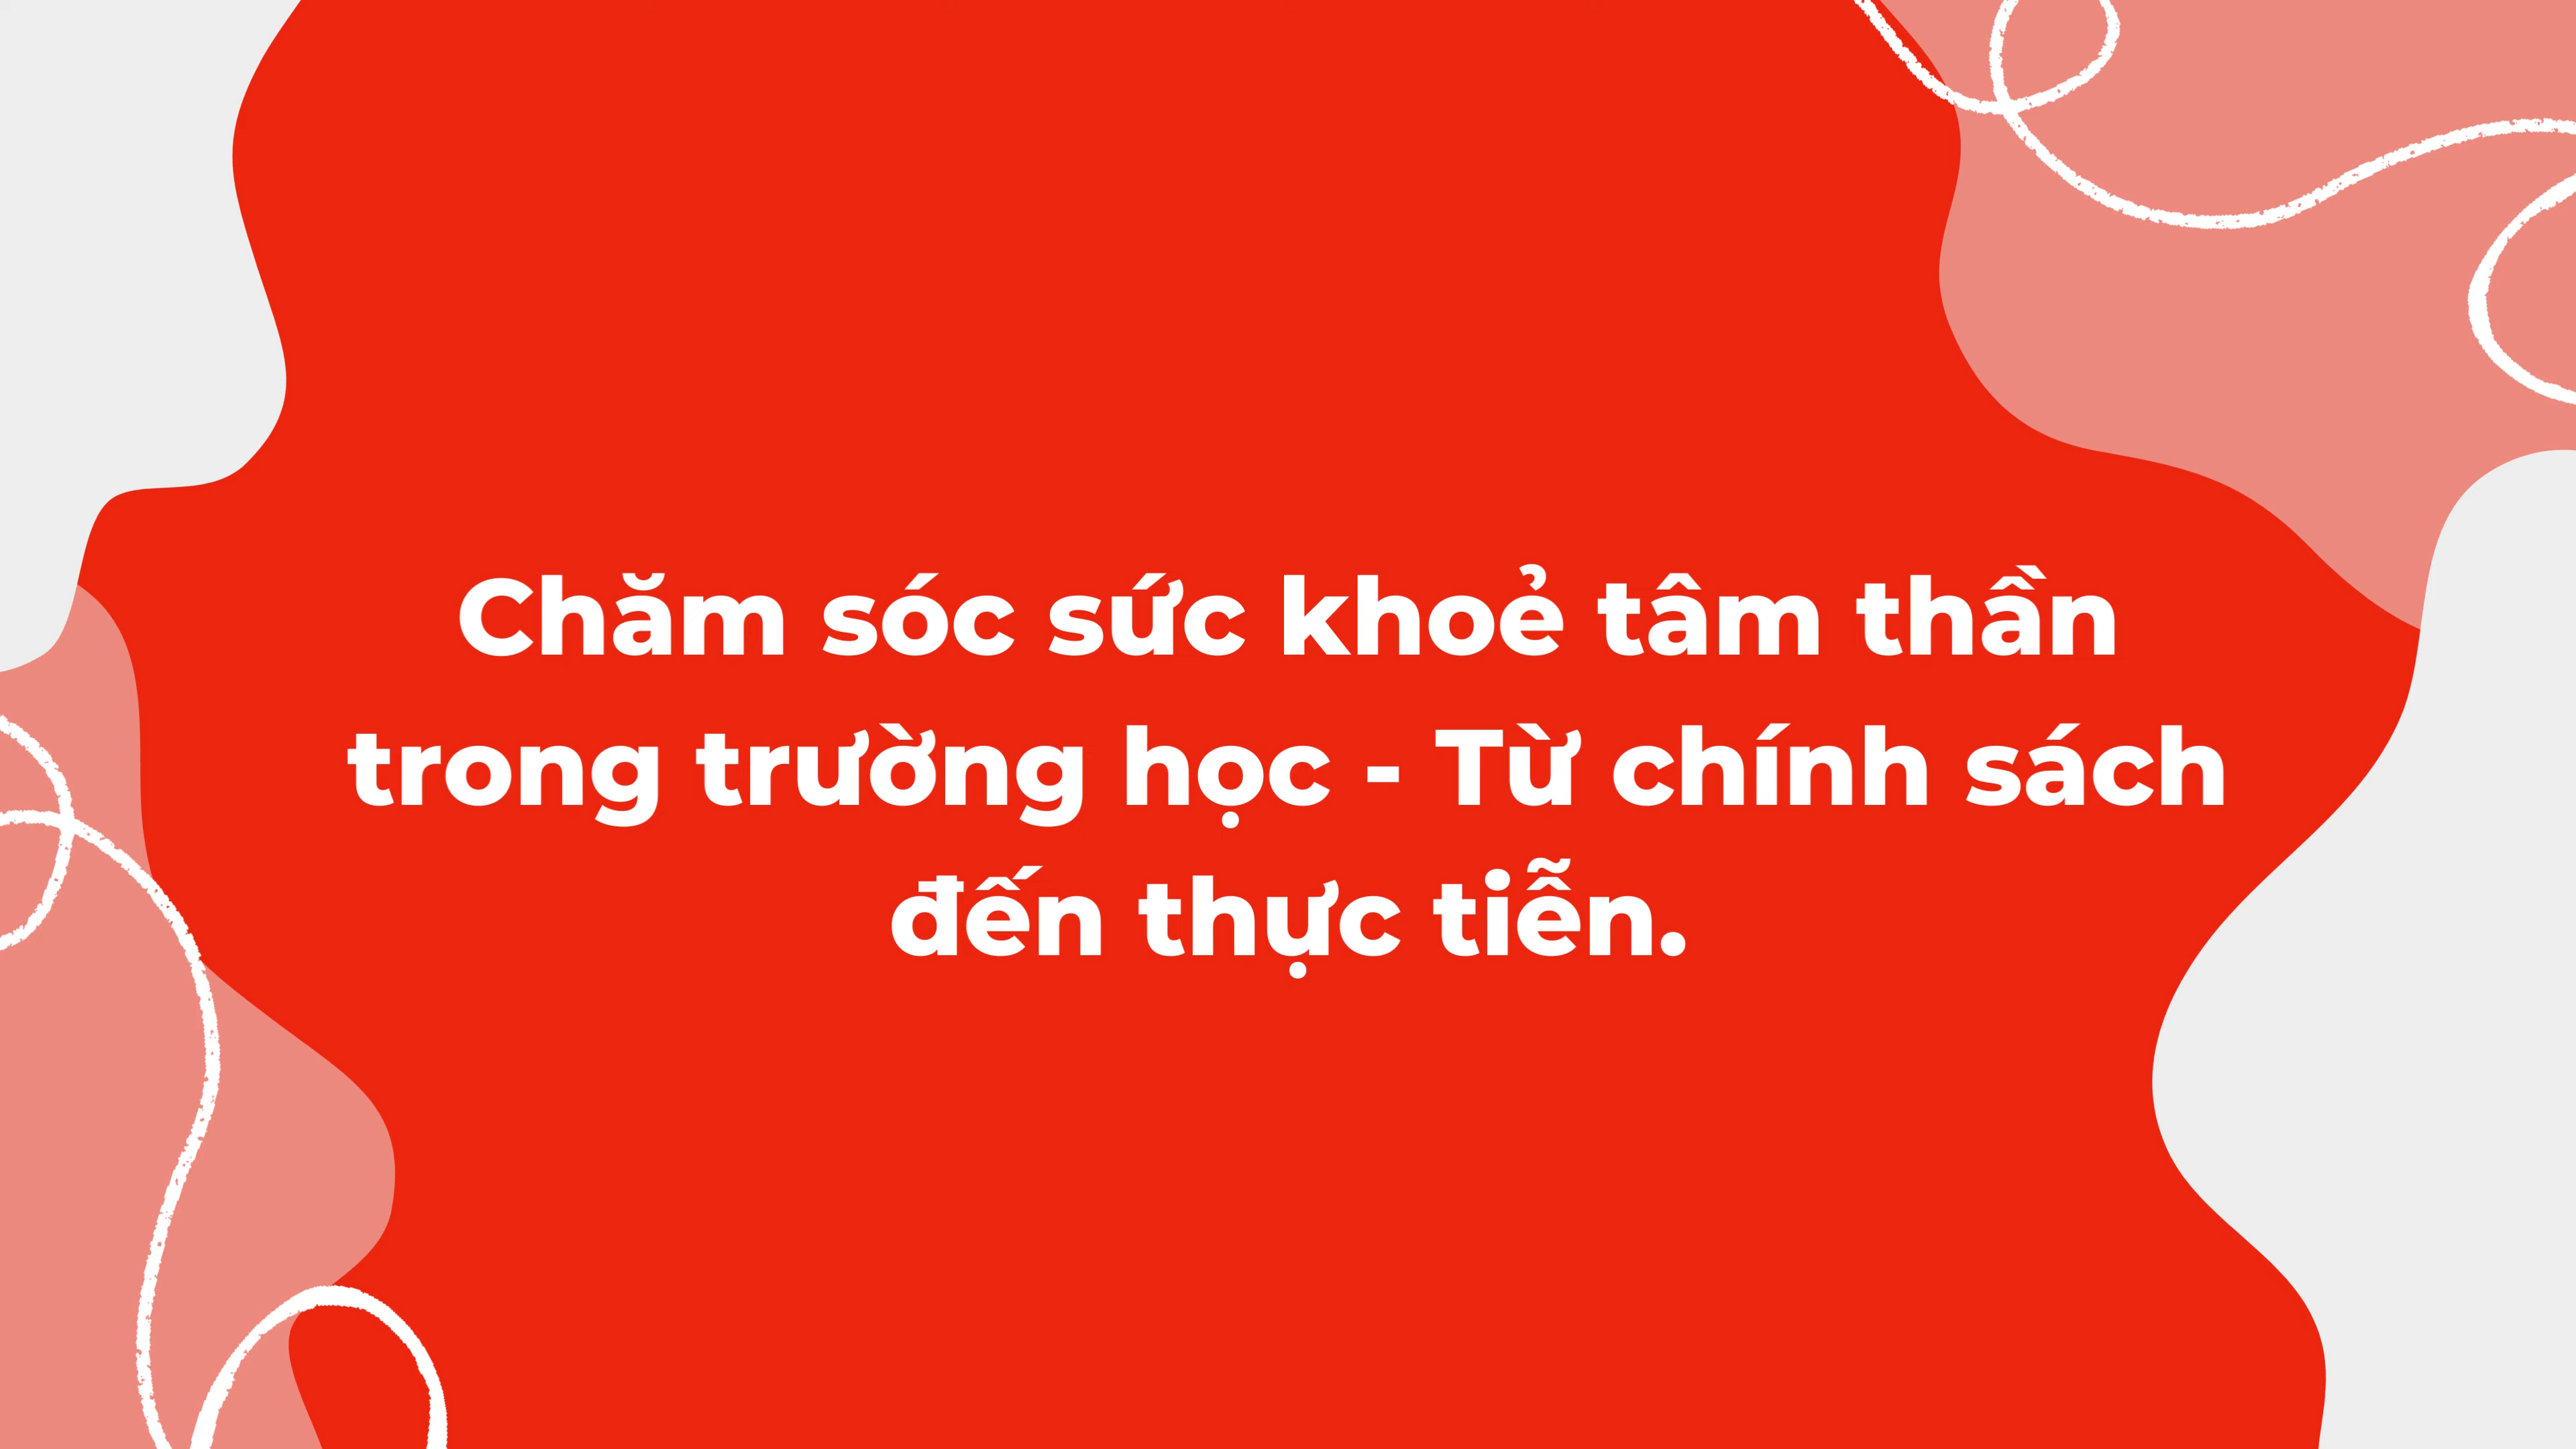 Chăm sóc sức khoẻ tâm thần
trong trường học - Từ chính sách
đến thực tiễn.